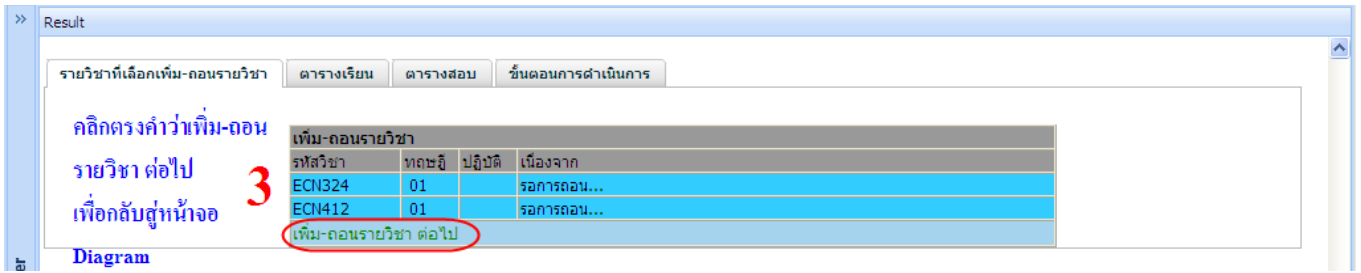 »
Result
รายวิชาที่เลือกเพิ่ม-ถอนรายวิชา ตารางเรียน ตารางสอบ ขั้นตอนการดำเนินการ
คลิกตรงคำว่าเพิ่ม-ถอน
รายวิชา ต่อไป
เพื่อกลับสู่หน้าจอ
Diagram
3
เพิ่ม-ถอนรายวิชา
รหัสวิชา ทฤษฎี ปฏิบัติ เนื่องจาก
ECN324 01 รอการถอน...
ECN412 01 รอการถอน...
เพิ่ม-ถอนรายวิชา ต่อไป
er